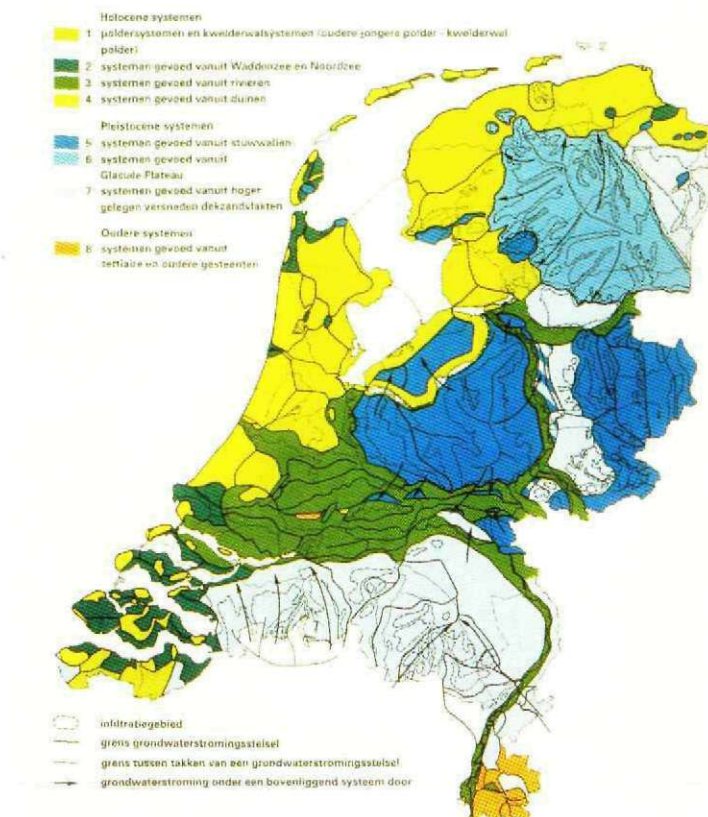 Holocene systemen
1 poldersystemen en kwelderwalsystemen (oudere jongere polder - kwelderwal
polder)
2 systemen gevoed vanuit Waddenzee en Noordzee
3 systemen gevoed vanuit rivieren
4 systemen gevoed vanuit duinen
Pleistocene systemen
5 systemen gevoed vanuit stuwwallen
6 systemen gevoed vanuit
Glaciale Plateau
7 systemen gevoed vanuit hoger
gelegen versneden dekzandvlakten
Oudere systemen
8 systemen gevoed vanuit
tertiaire en oudere gesteenten
infiltratiegebied
grens grondwaterstromingsstelsel
grens tussen takken van een grondwaterstromingsstelsel
grondwaterstroming onder een bovenliggend systeem door